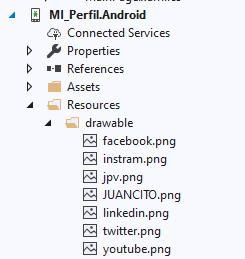 MI_Perfil.Android
Connected Services
Properties
References
Assets
Resources
drawable
facebook.png
instram.png
jpv.png
JUANCITO.png
linkedin.png
twitter.png
youtube.png